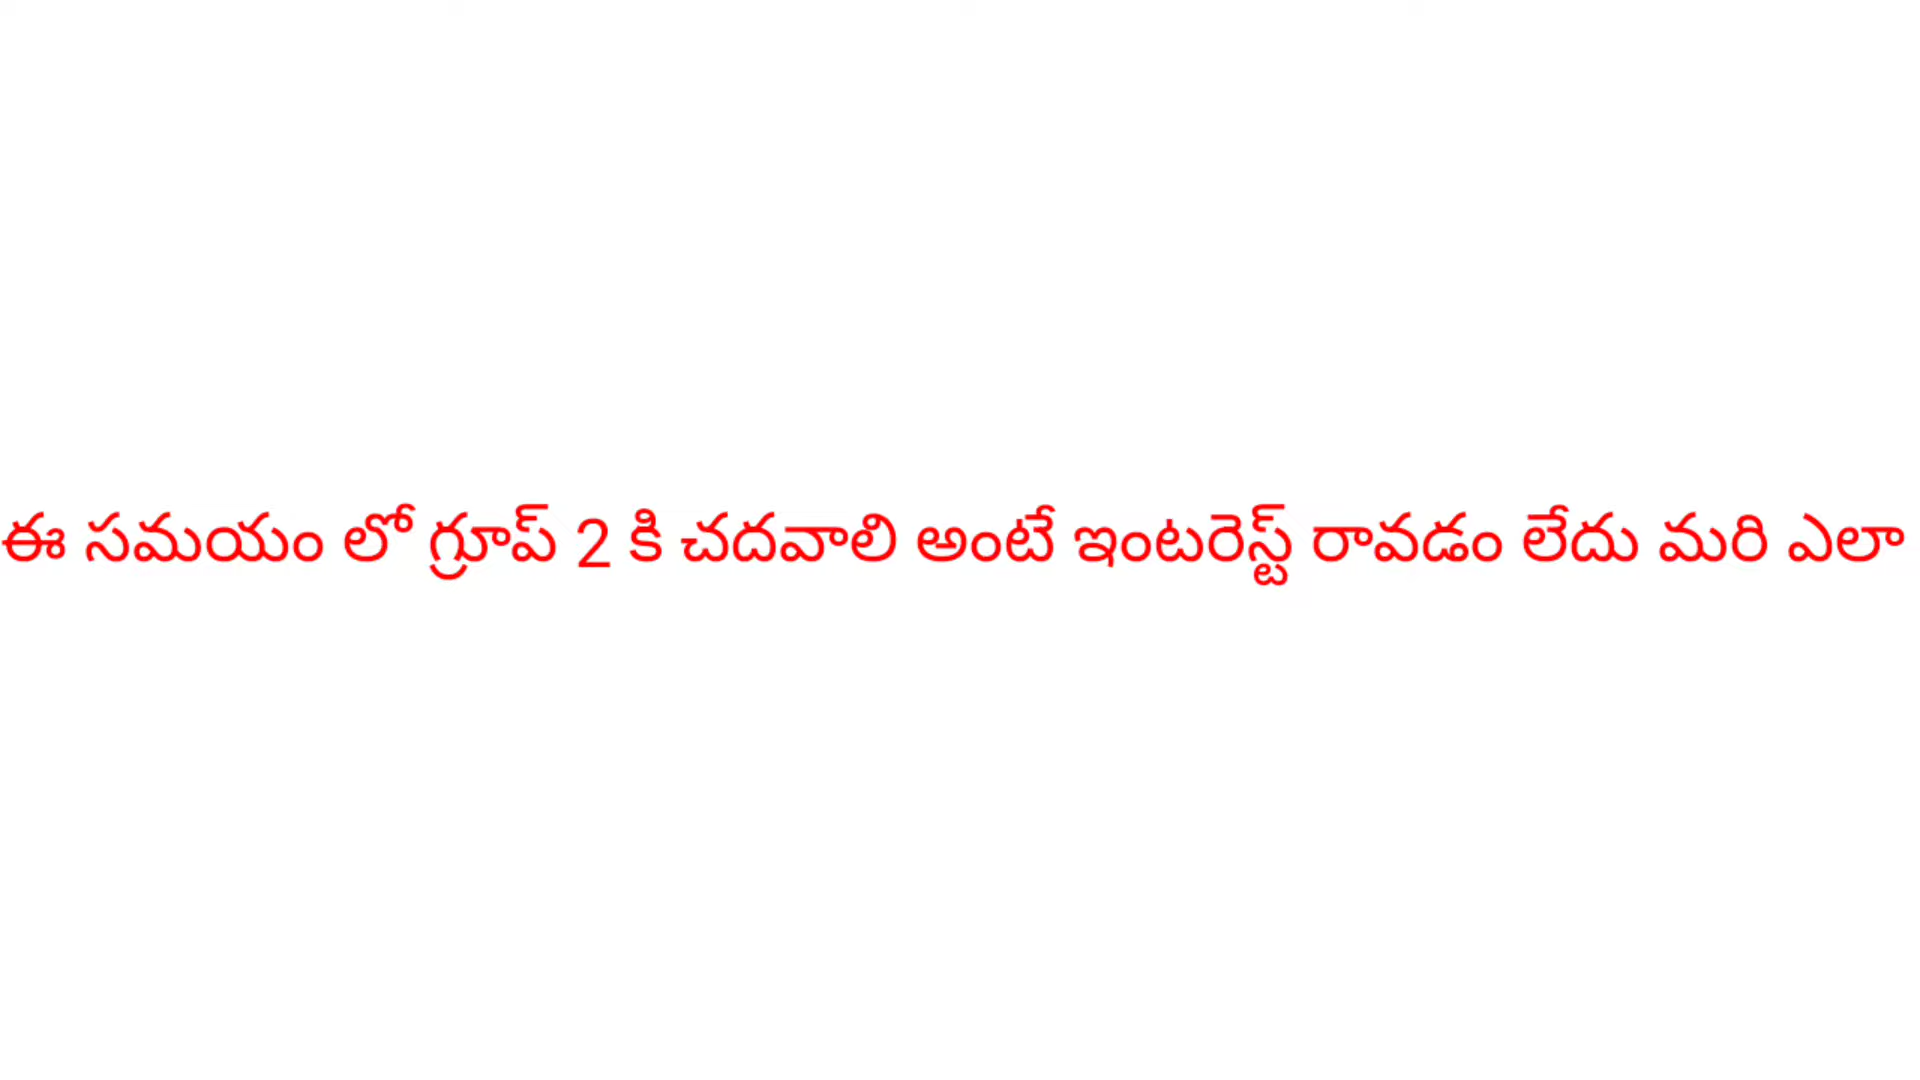 ఈ సమయం లో గ్రూప్ 2 కి చదవాలి అంటే ఇంటరెస్ట్ రావడం లేదు మరి ఎలా